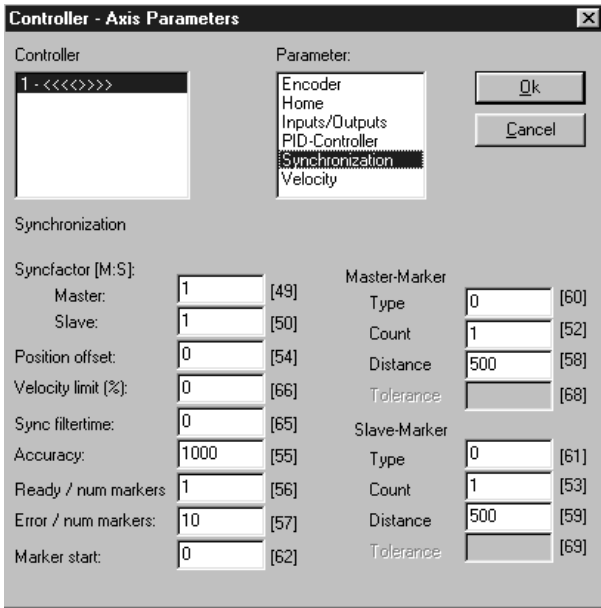 Controller - Axis Parameters
Controller
1 - <<<<>>>>
Parameter:
Encoder
Home
Inputs/Outputs
PID-Controller
Synchronization
Velocity
Ok
Cancel
Synchronization
Syncfactor [M:S]:
Master: 1 [49]
Slave: 1 [50]
Position offset: 0 [54]
Velocity limit (%): 0 [66]
Sync filtertime: 0 [65]
Accuracy: 1000 [55]
Ready / num markers 1 [56]
Error / num markers: 10 [57]
Marker start: 0 [62]
Master-Marker
Type 0 [60]
Count 1 [52]
Distance 500 [58]
Tolerance [68]
Slave-Marker
Type 0 [61]
Count 1 [53]
Distance 500 [59]
Tolerance [69]